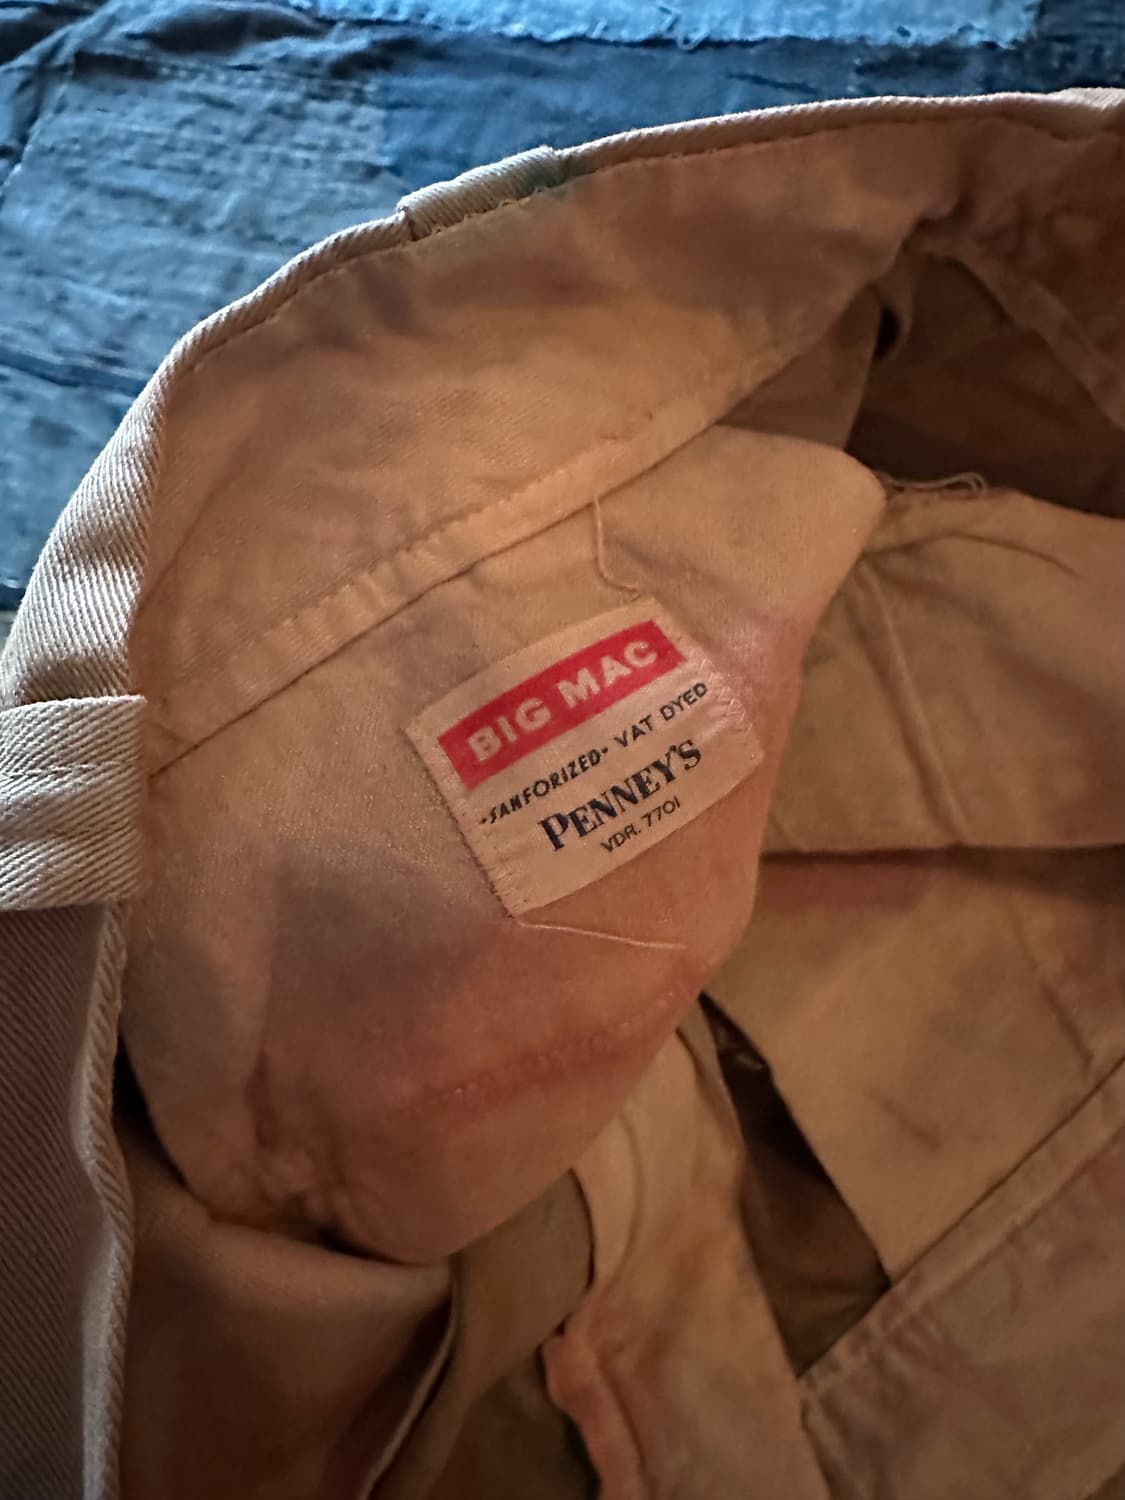 BIG MAC
•SANFORIZED• VAT DYED
PENNEY'S
VDR. 7701